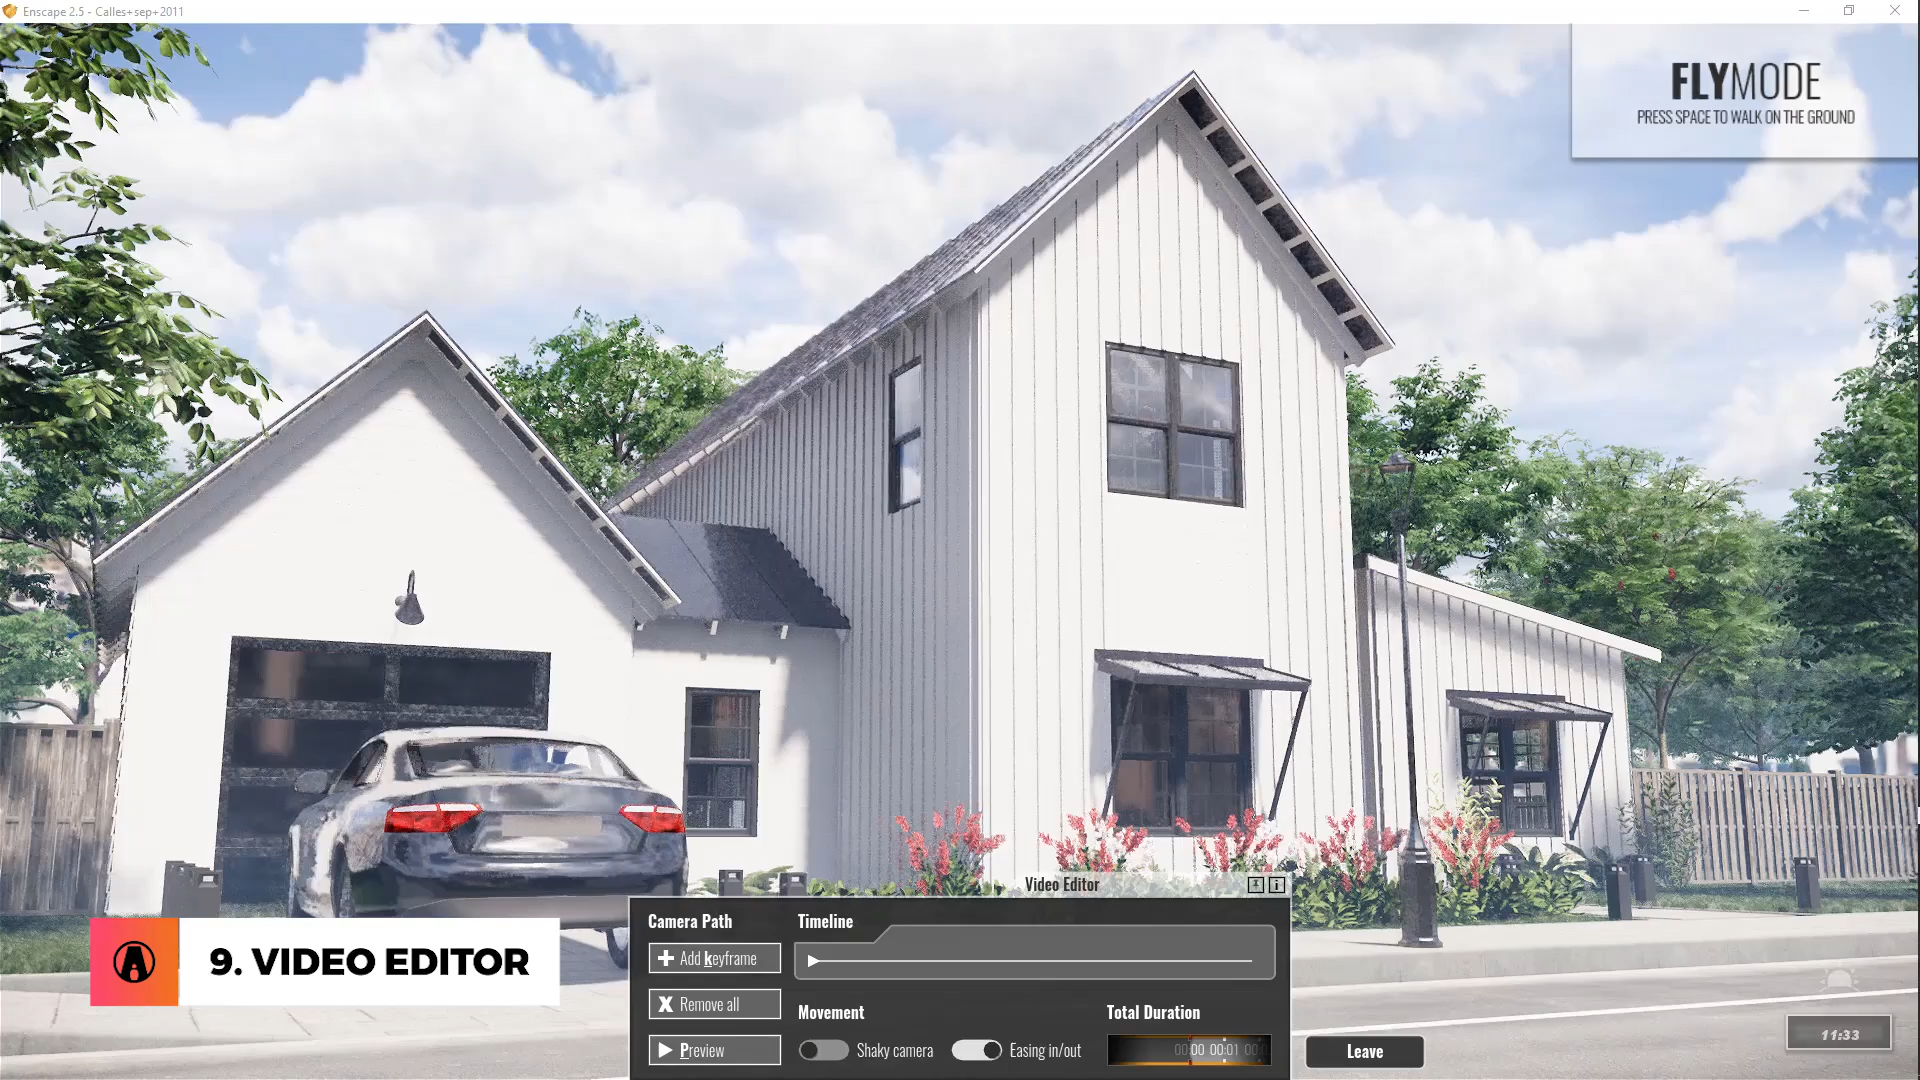 Enscape 2.5 - Calles+sep+2011
FLYMODE
PRESS SPACE TO WALK ON THE GROUND
Video Editor
Camera Path
Timeline
Add keyframe
9. VIDEO EDITOR
Remove all
Movement
Total Duration
Preview
Shaky camera
Easing in/out
00:00 00:01
Leave
11:33